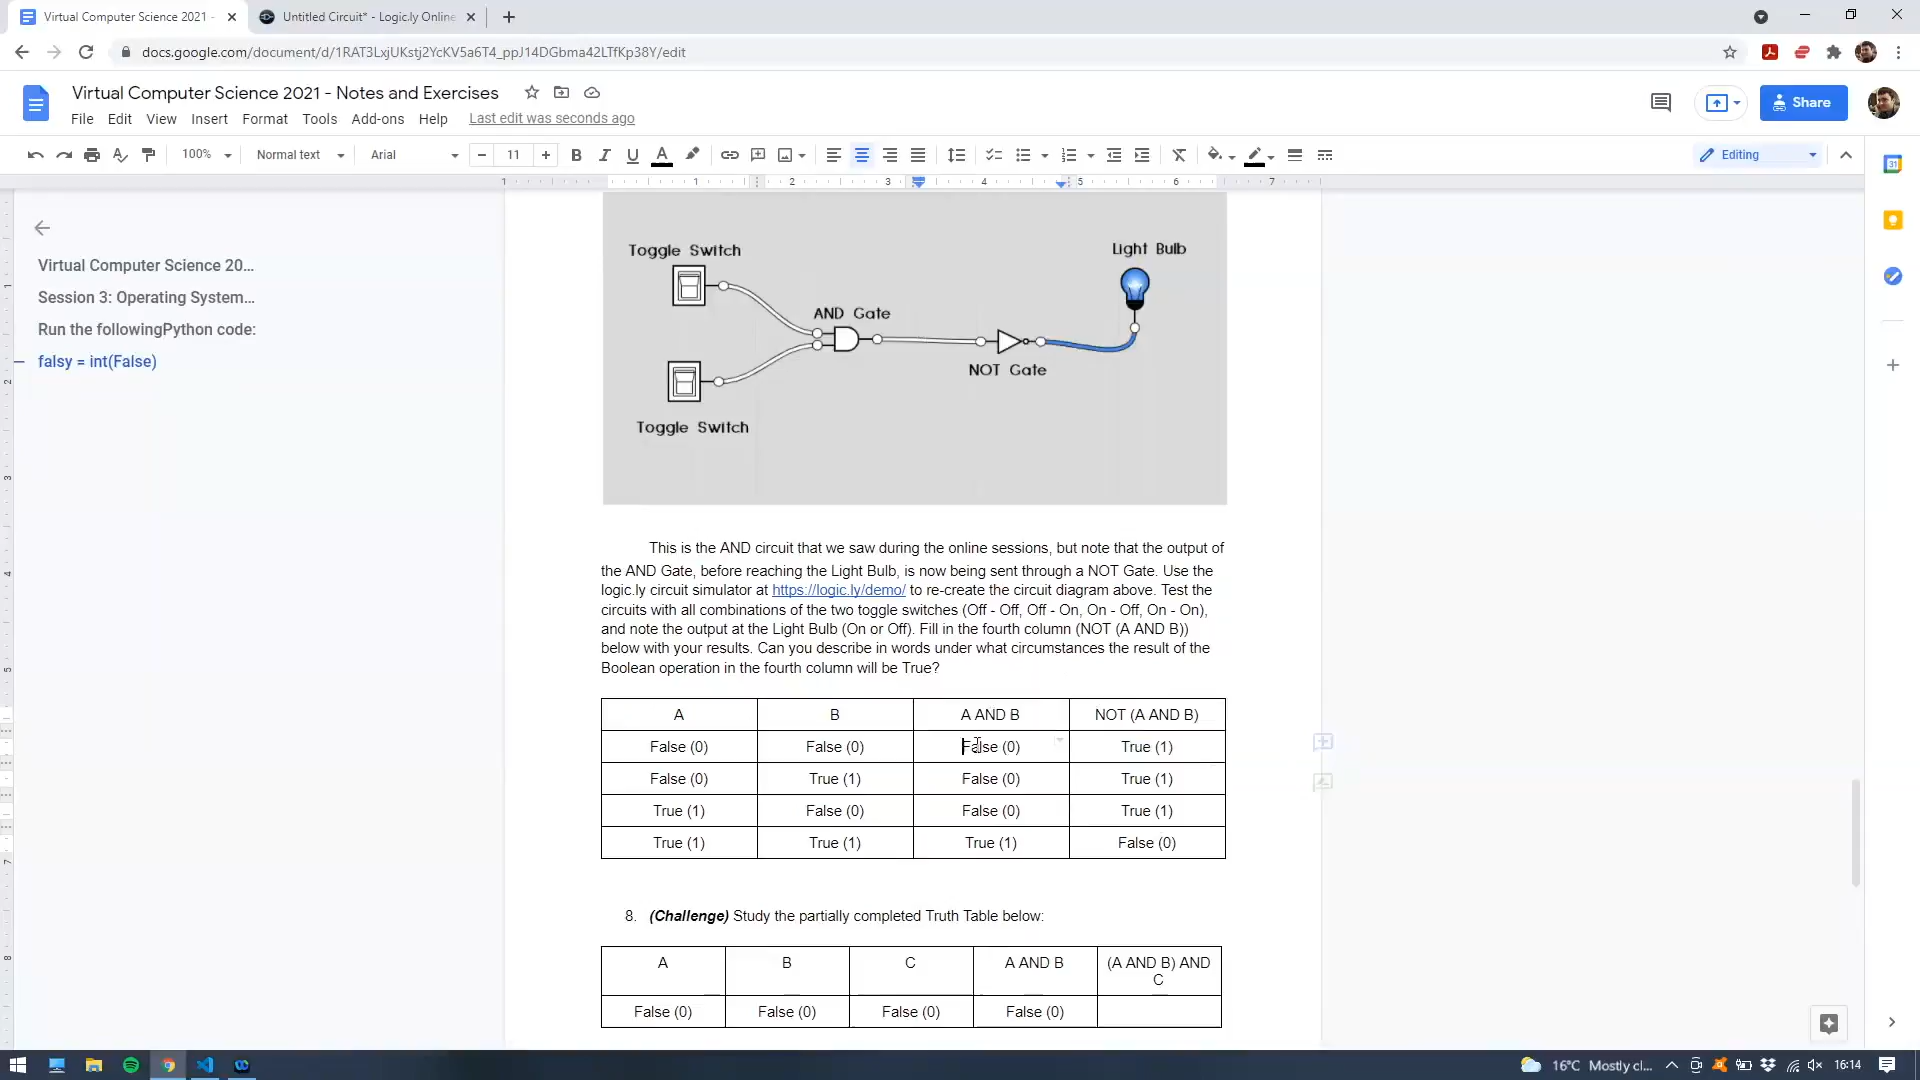 Virtual Computer Science 2021 -
Untitled Circuit* - Logic.ly Online
docs.google.com/document/d/1RAT3LxjUKstj2YcKV5a6T4_ppJ14DGbma42LTfKp38Y/edit
Virtual Computer Science 2021 - Notes and Exercises
File Edit View Insert Format Tools Add-ons Help Last edit was seconds ago
Share
100% Normal text Arial 11 B I U A Editing
1 1 2 3 4 5 6 7
Virtual Computer Science 20...
Session 3: Operating System...
Run the followingPython code:
falsy = int(False)
Toggle Switch
Light Bulb
AND Gate
NOT Gate
Toggle Switch
This is the AND circuit that we saw during the online sessions, but note that the output of
the AND Gate, before reaching the Light Bulb, is now being sent through a NOT Gate. Use the
logic.ly circuit simulator at https://logic.ly/demo/ to re-create the circuit diagram above. Test the
circuits with all combinations of the two toggle switches (Off - Off, Off - On, On - Off, On - On),
and note the output at the Light Bulb (On or Off). Fill in the fourth column (NOT (A AND B))
below with your results. Can you describe in words under what circumstances the result of the
Boolean operation in the fourth column will be True?
A B A AND B NOT (A AND B)
False (0) False (0) False (0) True (1)
False (0) True (1) False (0) True (1)
True (1) False (0) False (0) True (1)
True (1) True (1) True (1) False (0)
8. (Challenge) Study the partially completed Truth Table below:
A B C A AND B (A AND B) AND
C
False (0) False (0) False (0) False (0)
16°C Mostly cl... 16:14